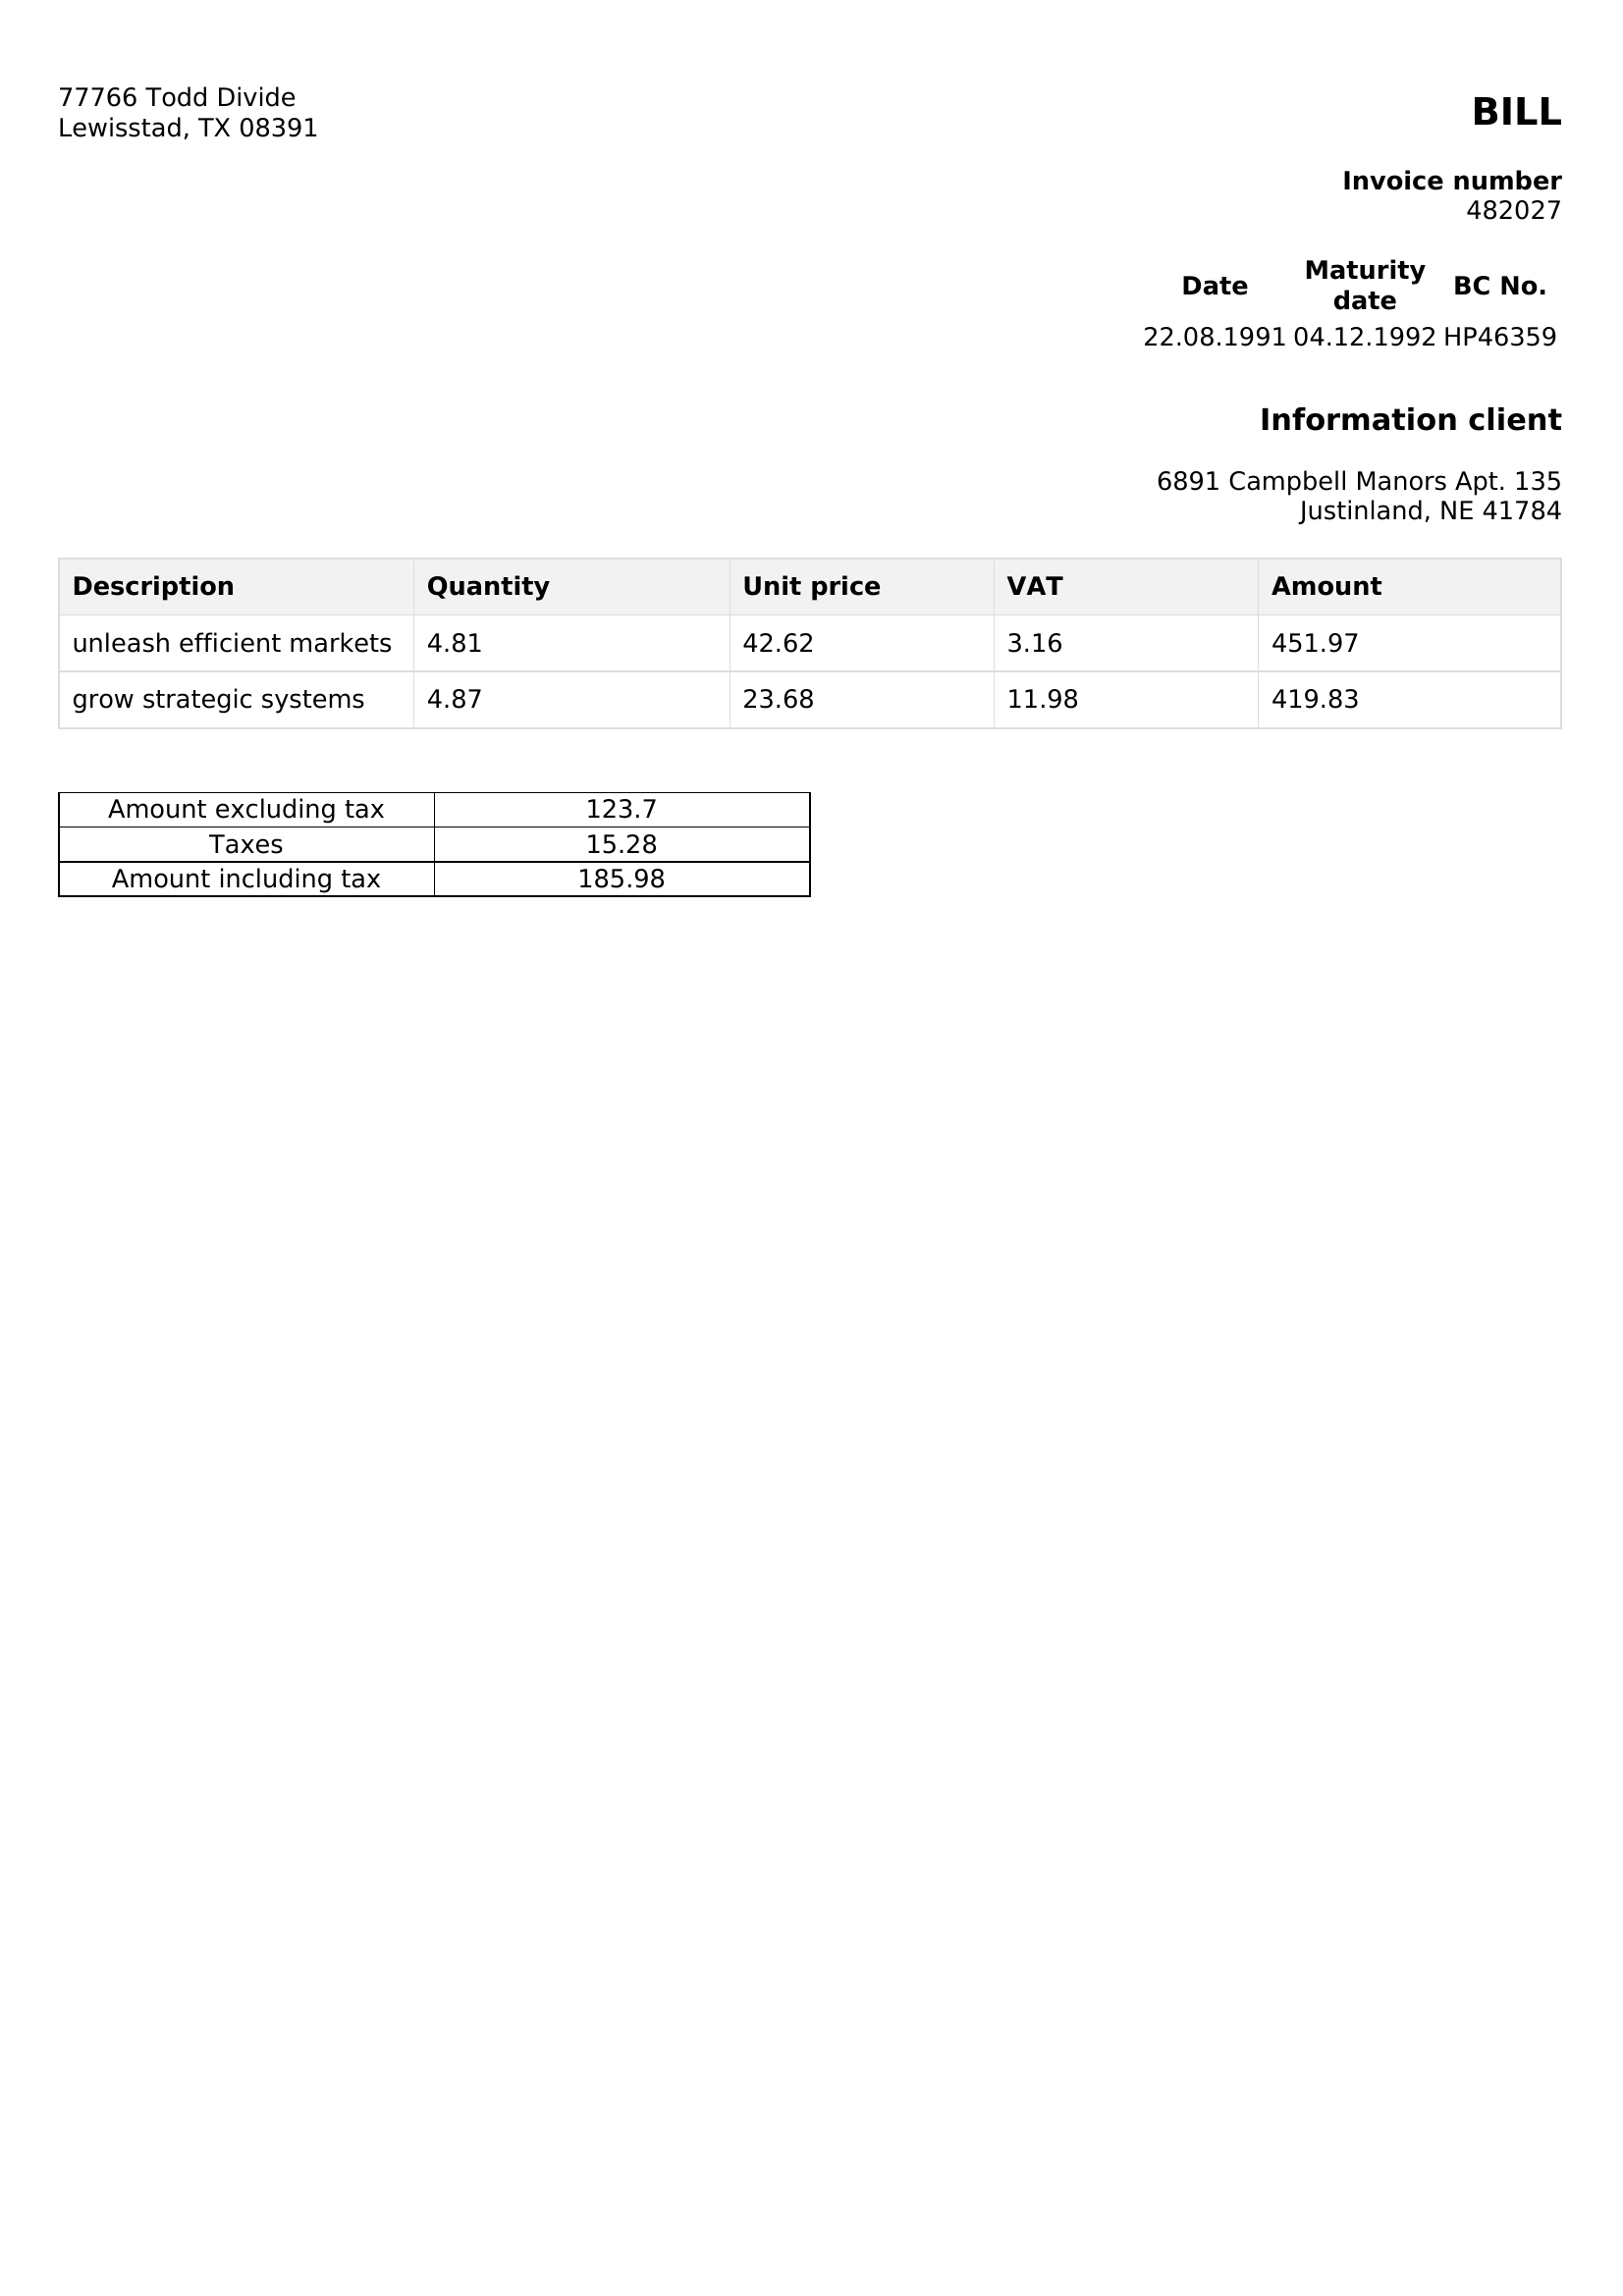 77766 Todd Divide
Lewisstad, TX 08391
BILL
Invoice number
482027
Date Maturity date BC No.
22.08.1991 04.12.1992 HP46359
Information client
6891 Campbell Manors Apt. 135
Justinland, NE 41784
Description Quantity Unit price VAT Amount
unleash efficient markets 4.81 42.62 3.16 451.97
grow strategic systems 4.87 23.68 11.98 419.83
Amount excluding tax 123.7
Taxes 15.28
Amount including tax 185.98